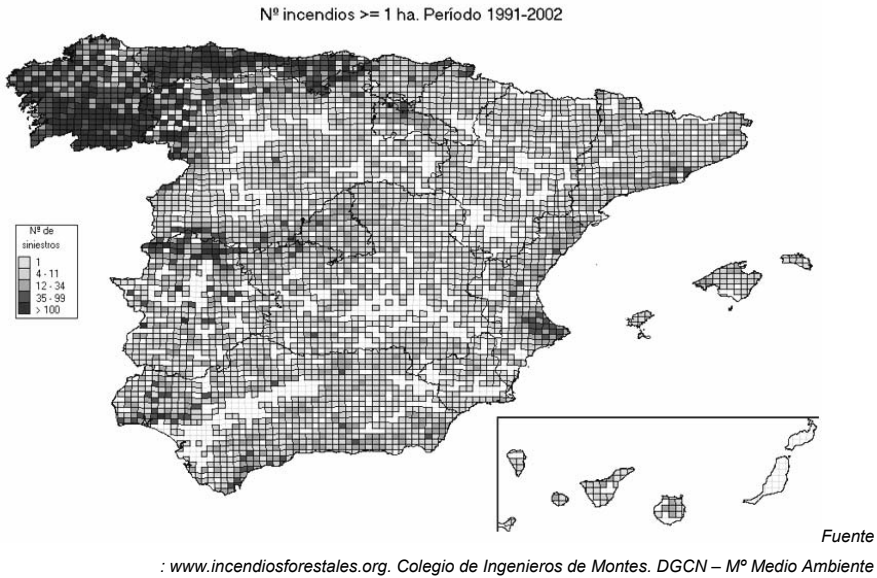 Nº incendios >= 1 ha. Período 1991-2002
Nº de
siniestros
1
4 - 11
12 - 34
35 - 99
> 100
Fuente
: www.incendiosforestales.org. Colegio de Ingenieros de Montes. DGCN – Mº Medio Ambiente